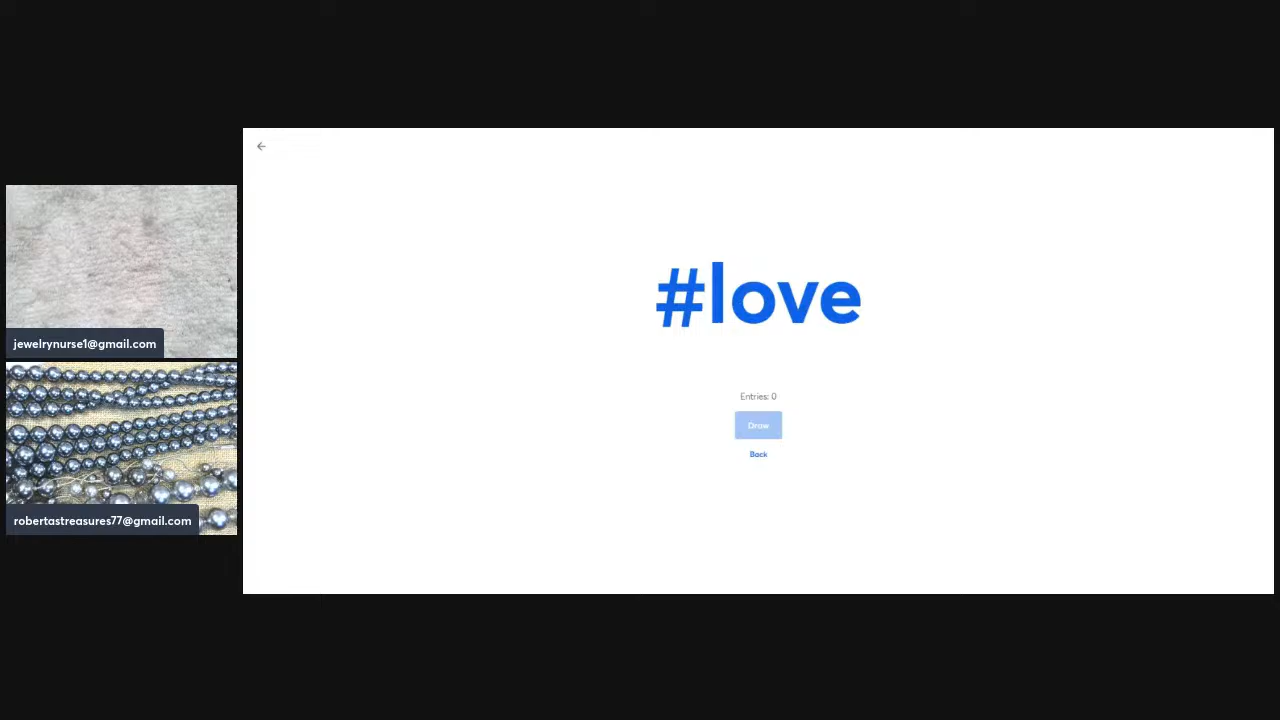 jewelrynurse1@gmail.com
robertastreasures77@gmail.com
←
#love
Entries: 0
Draw
Back